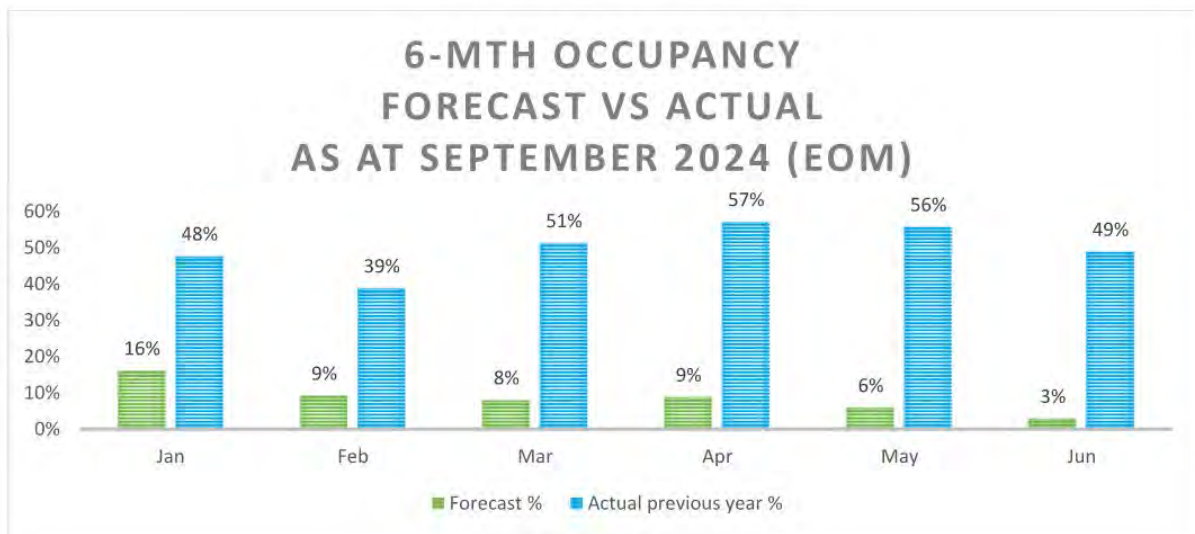 6-MTH OCCUPANCY
FORECAST VS ACTUAL
AS AT SEPTEMBER 2024 (EOM)
60%
50%
40%
30%
20%
10%
0%
48%
39%
51%
57%
56%
49%
16%
9%
8%
9%
6%
3%
Jan
Feb
Mar
Apr
May
Jun
Forecast %
Actual previous year %